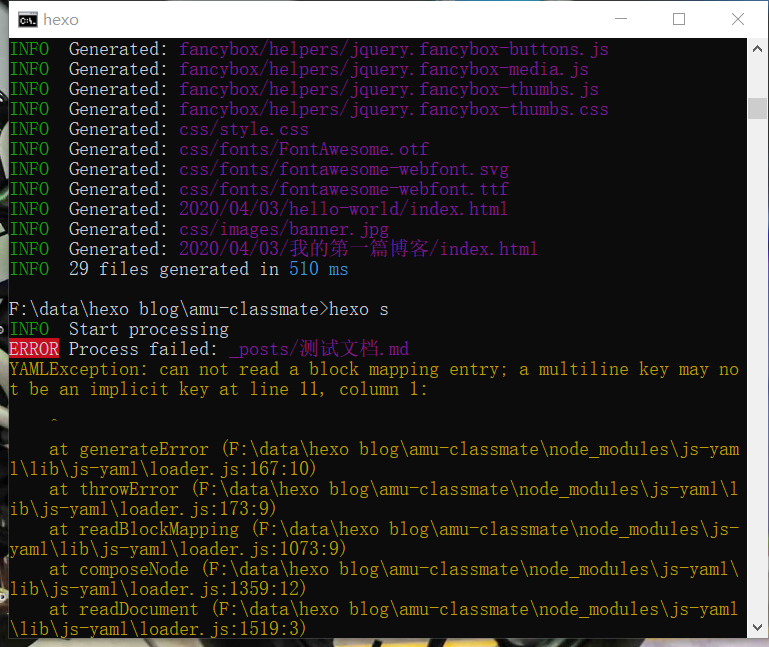 hexo
INFO  Generated: fancybox/helpers/jquery.fancybox-buttons.js
INFO  Generated: fancybox/helpers/jquery.fancybox-media.js
INFO  Generated: fancybox/helpers/jquery.fancybox-thumbs.js
INFO  Generated: fancybox/helpers/jquery.fancybox-thumbs.css
INFO  Generated: css/style.css
INFO  Generated: css/fonts/FontAwesome.otf
INFO  Generated: css/fonts/fontawesome-webfont.svg
INFO  Generated: css/fonts/fontawesome-webfont.ttf
INFO  Generated: 2020/04/03/hello-world/index.html
INFO  Generated: css/images/banner.jpg
INFO  Generated: 2020/04/03/我的第一篇博客/index.html
INFO  29 files generated in 510 ms
F:\data\hexo blog\amu-classmate>hexo s
INFO  Start processing
ERROR Process failed: _posts/测试文档.md
YAMLException: can not read a block mapping entry; a multiline key may no
t be an implicit key at line 11, column 1:
^
at generateError (F:\data\hexo blog\amu-classmate\node_modules\js-yam
l\lib\js-yaml\loader.js:167:10)
at throwError (F:\data\hexo blog\amu-classmate\node_modules\js-yaml\l
ib\js-yaml\loader.js:173:9)
at readBlockMapping (F:\data\hexo blog\amu-classmate\node_modules\js-
yaml\lib\js-yaml\loader.js:1073:9)
at composeNode (F:\data\hexo blog\amu-classmate\node_modules\js-yaml\
lib\js-yaml\loader.js:1359:12)
at readDocument (F:\data\hexo blog\amu-classmate\node_modules\js-yaml
\lib\js-yaml\loader.js:1519:3)